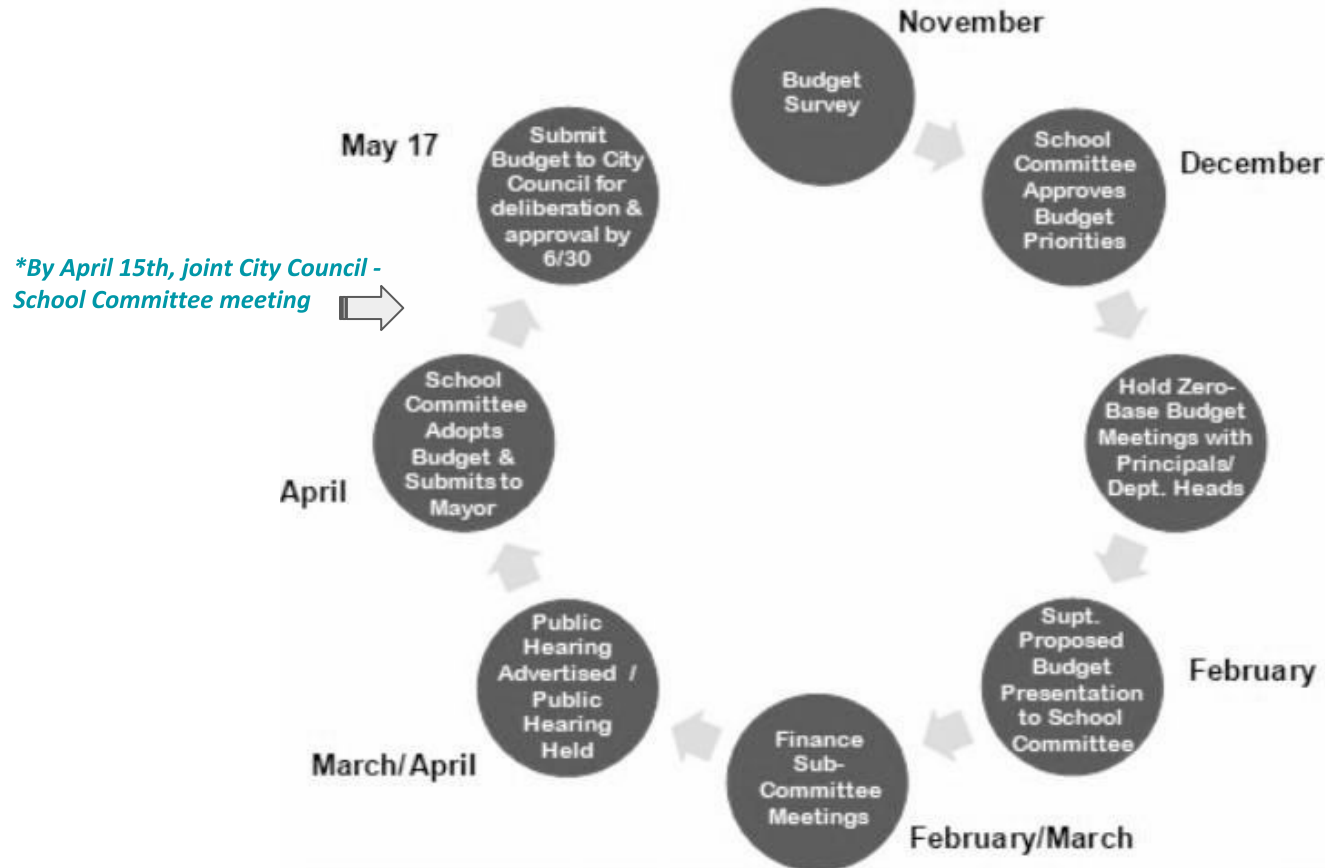 November
Budget
Survey
School
Committee
Approves
Budget
Priorities
December
Hold Zero-
Base Budget
Meetings with
Principals/
Dept. Heads
Supt.
Proposed
Budget
Presentation
to School
Committee
February
Finance
Sub-
Committee
Meetings
February/March
Public
Hearing
Advertised /
Public
Hearing
Held
March/April
School
Committee
Adopts
Budget &
Submits to
Mayor
April
*By April 15th, joint City Council -
School Committee meeting
Submit
Budget to City
Council for
deliberation &
approval by
6/30
May 17